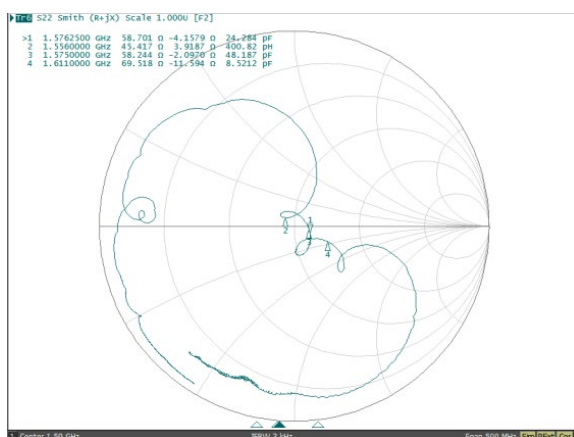 Tr6 S22 Smith (R+jX) Scale 1.000U [F2]
>1 1.5762500 GHz 58.701 Ω -4.1579 Ω 24.284 pF
2 1.5560000 GHz 45.417 Ω 3.9187 Ω 400.82 pH
3 1.5750000 GHz 58.244 Ω -2.0970 Ω 48.187 pF
4 1.6110000 GHz 69.518 Ω -11.594 Ω 8.5212 pF
1
2
3
4
1 Center 1.59 GHz IFBW 3 kHz Span 500 MHz Cor